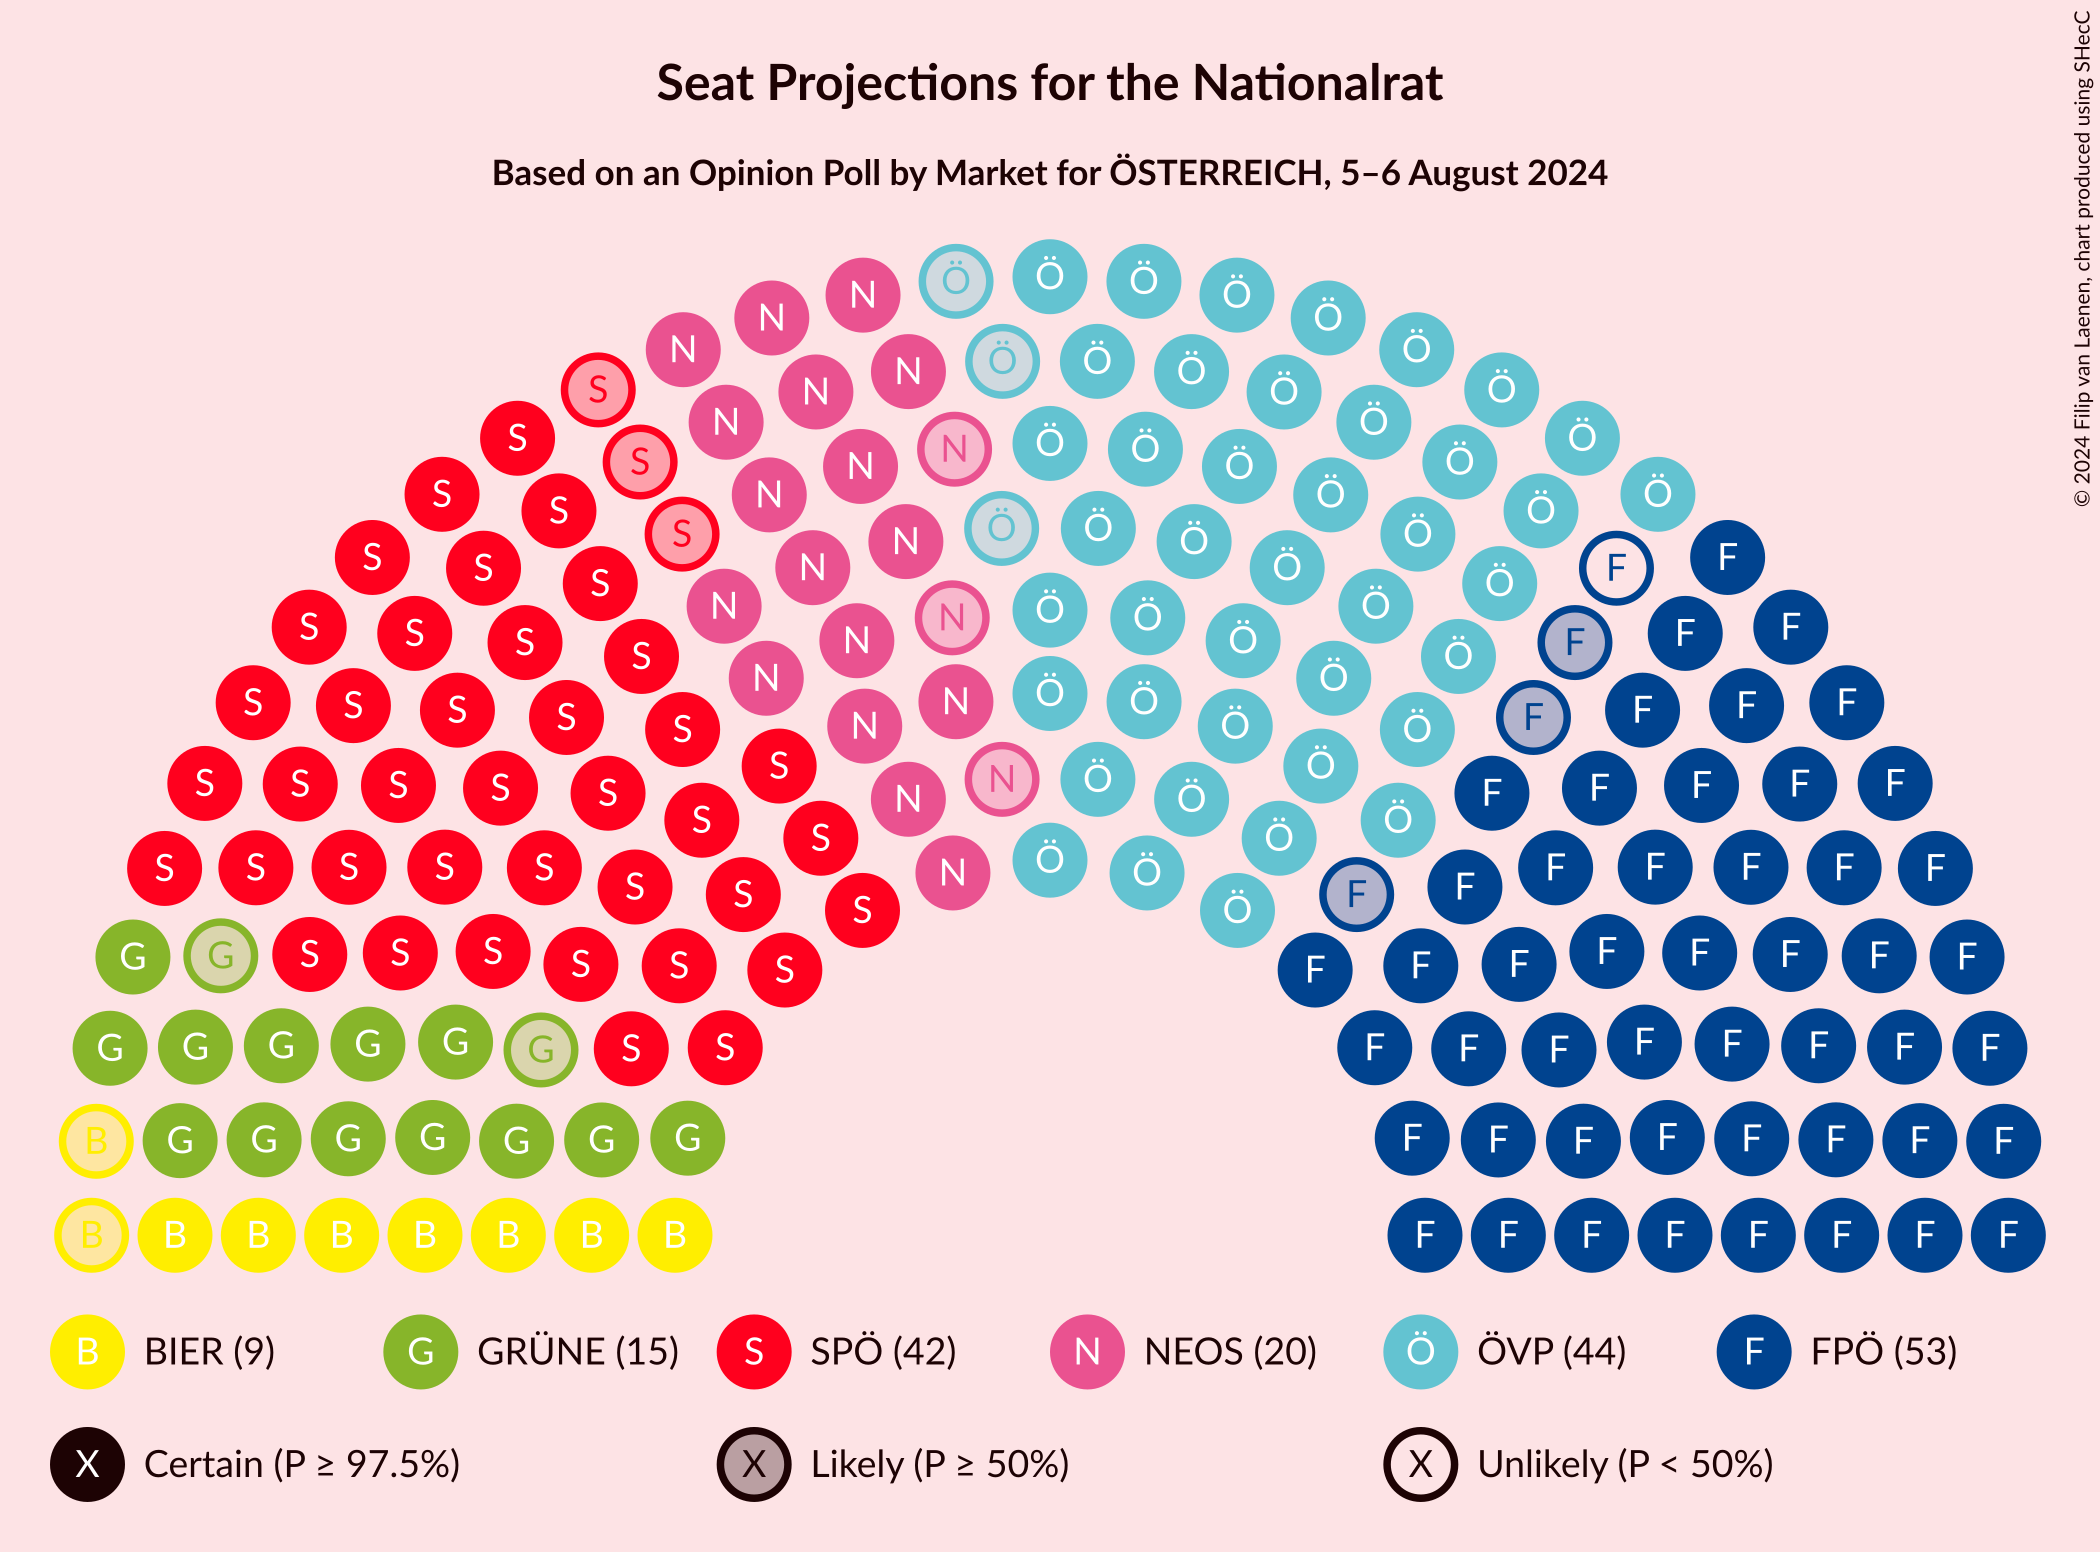 Seat Projections for the Nationalrat
Based on an Opinion Poll by Market for ÖSTERREICH, 5–6 August 2024
© 2024 Filip van Laenen, chart produced using SHecC
N Ö Ö Ö Ö
N N Ö Ö
S N N Ö Ö Ö Ö Ö Ö
S N N N Ö Ö Ö Ö Ö Ö
S S N N Ö Ö Ö Ö Ö
S S S N N Ö Ö Ö Ö Ö F F
S S S N N Ö Ö Ö Ö F F
S S S S N N Ö Ö Ö Ö F F F
S S S S S S N N Ö Ö Ö Ö Ö F F F F
S S S S S S S N N Ö Ö Ö Ö F F F F F
S S S S S S S S N Ö Ö Ö F F F F F F F
G G S S S S S S F F F F F F F F
G G G G G G S S F F F F F F F F
B G G G G G G G F F F F F F F F
B B B B B B B B F F F F F F F F
B BIER (9) G GRÜNE (15) S SPÖ (42) N NEOS (20) Ö ÖVP (44) F FPÖ (53)
X Certain (P ≥ 97.5%) X Likely (P ≥ 50%) X Unlikely (P < 50%)